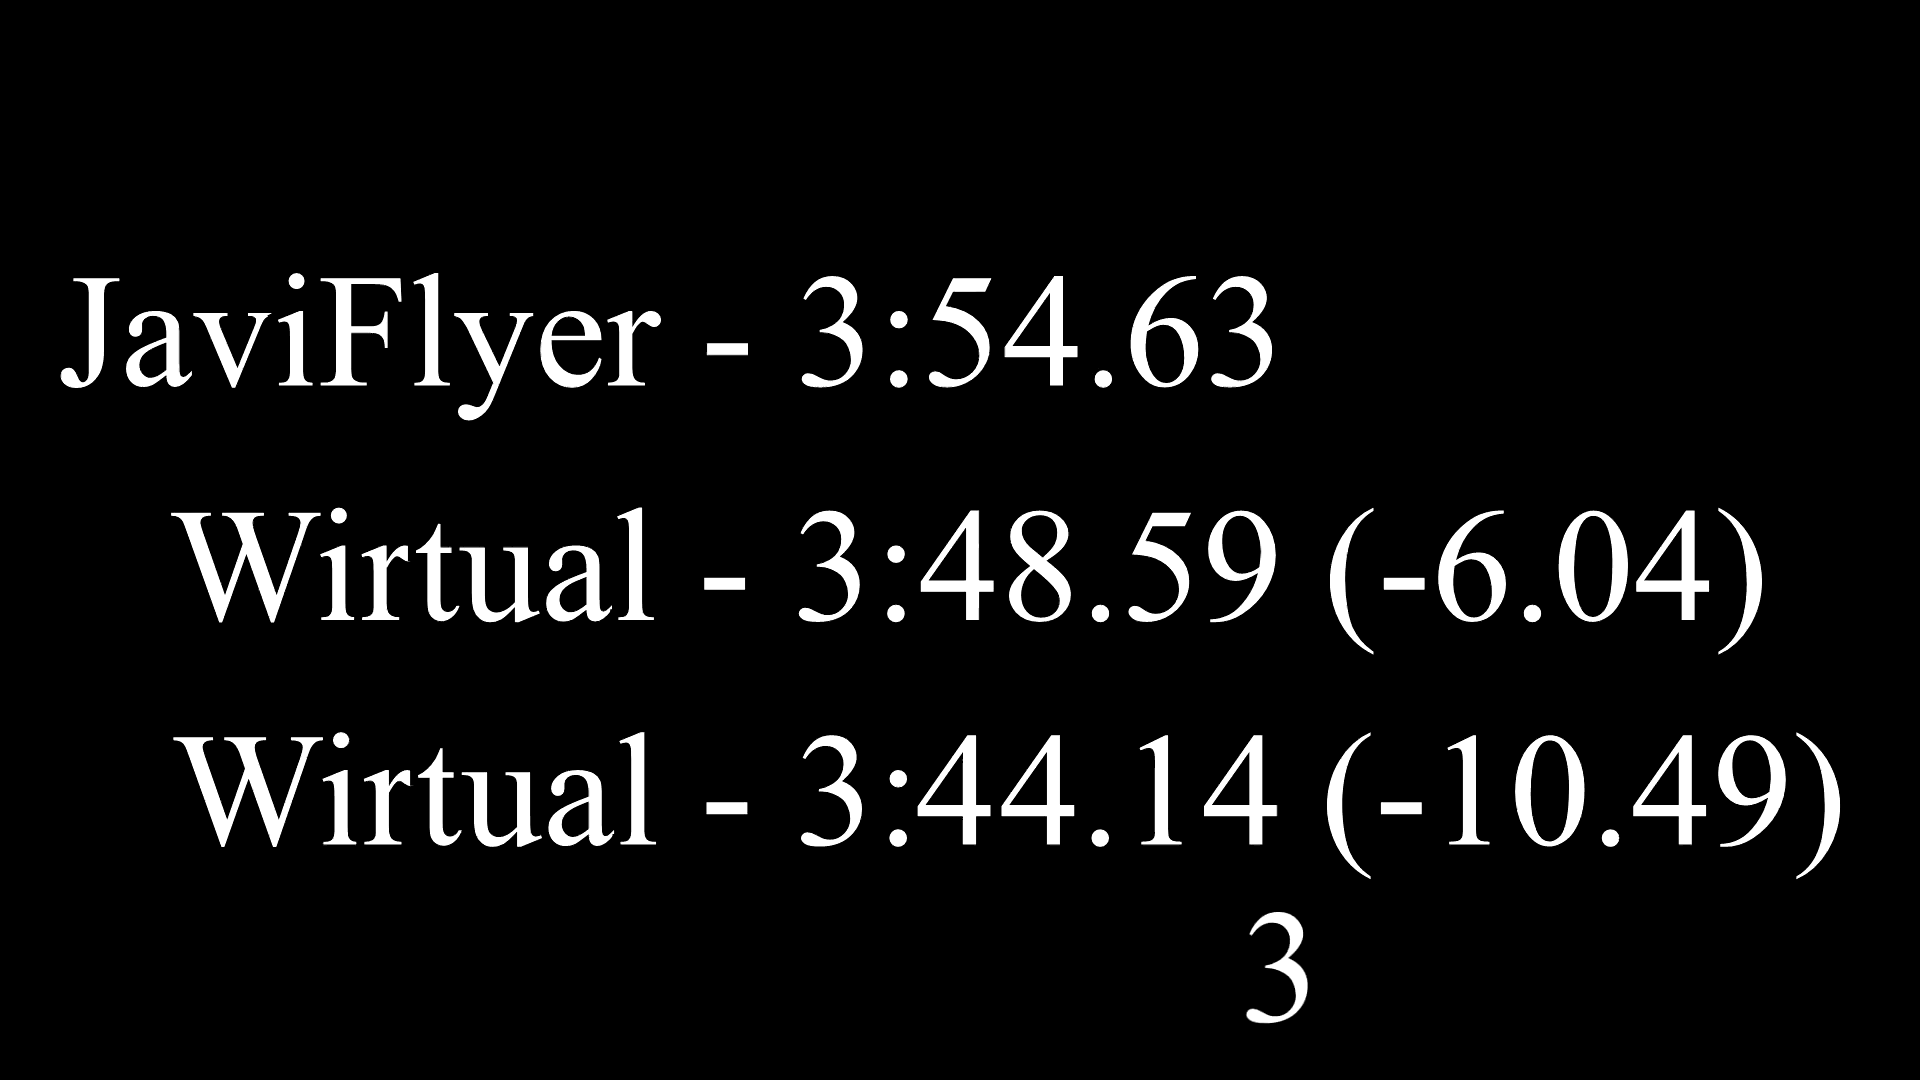 JaviFlyer - 3:54.63
Wirtual - 3:48.59 (-6.04)
Wirtual - 3:44.14 (-10.49)
3